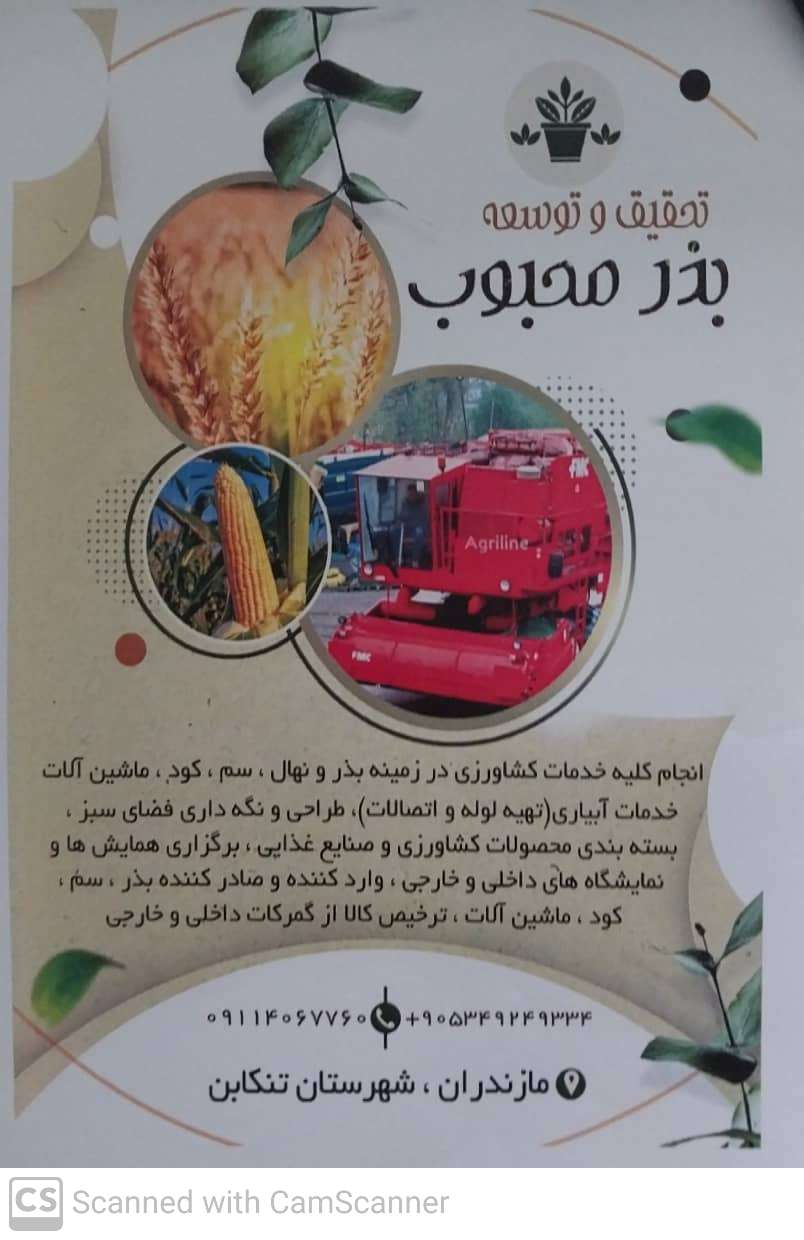 تحقیق و توسعه
بذر محبوب
FMC
Agriline
FMC
انجام کلیه خدمات کشاورزی در زمینه بذر و نهال ، سم ، کود ، ماشین آلات
خدمات آبیاری(تهیه لوله و اتصالات)، طراحی و نگه داری فضای سبز ،
بسته بندی محصولات کشاورزی و صنایع غذایی ، برگزاری همایش ها و
نمایشگاه های داخلی و خارجی ، وارد کننده و صادر کننده بذر ، سم ،
کود ، ماشین آلات ، ترخیص کالا از گمرکات داخلی و خارجی
۰۹۱۱۴۰۶۷۷۶۰ +۹۰۵۳۴۹۲۴۹۳۳۴
مازندران ، شهرستان تنکابن
CS Scanned with CamScanner